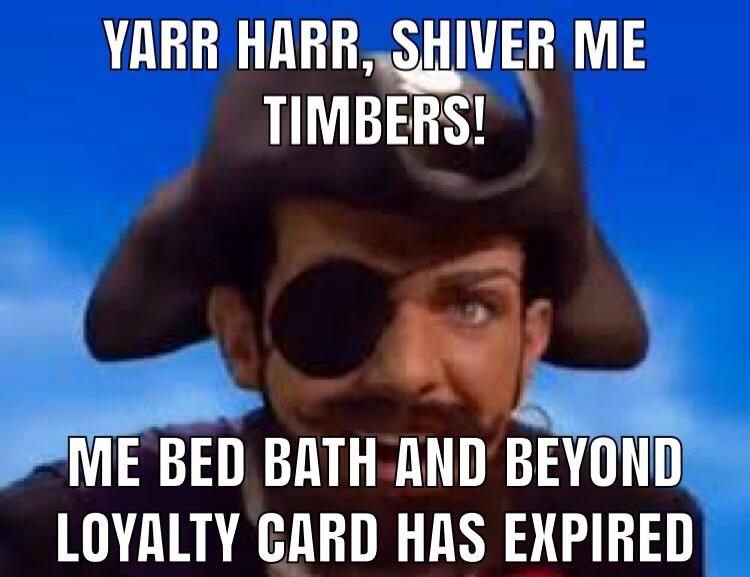 YARR HARR, SHIVER ME
TIMBERS!
ME BED BATH AND BEYOND
LOYALTY CARD HAS EXPIRED